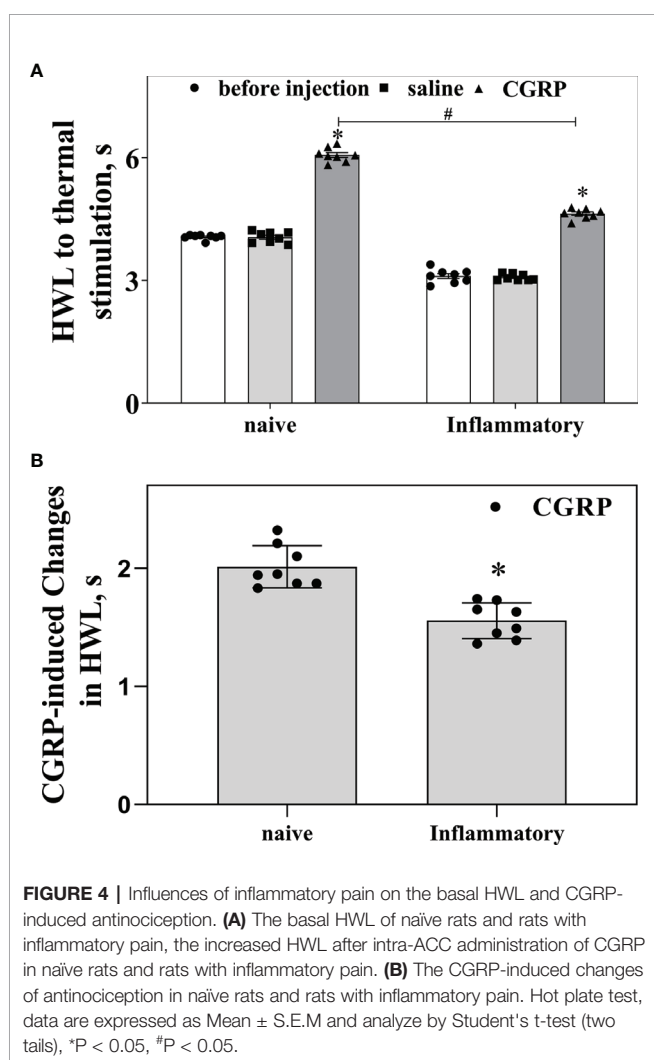 A
● before injection ■ saline ▲ CGRP
#
*
*
HWL to thermal
stimulation, s
6
3
0
naive
Inflammatory
B
● CGRP
*
CGRP-induced Changes
in HWL, s
2
1
0
naive
Inflammatory
FIGURE 4 | Influences of inflammatory pain on the basal HWL and CGRP-
induced antinociception. (A) The basal HWL of naïve rats and rats with
inflammatory pain, the increased HWL after intra-ACC administration of CGRP
in naïve rats and rats with inflammatory pain. (B) The CGRP-induced changes
of antinociception in naïve rats and rats with inflammatory pain. Hot plate test,
data are expressed as Mean ± S.E.M and analyze by Student's t-test (two
tails), *P < 0.05, #P < 0.05.